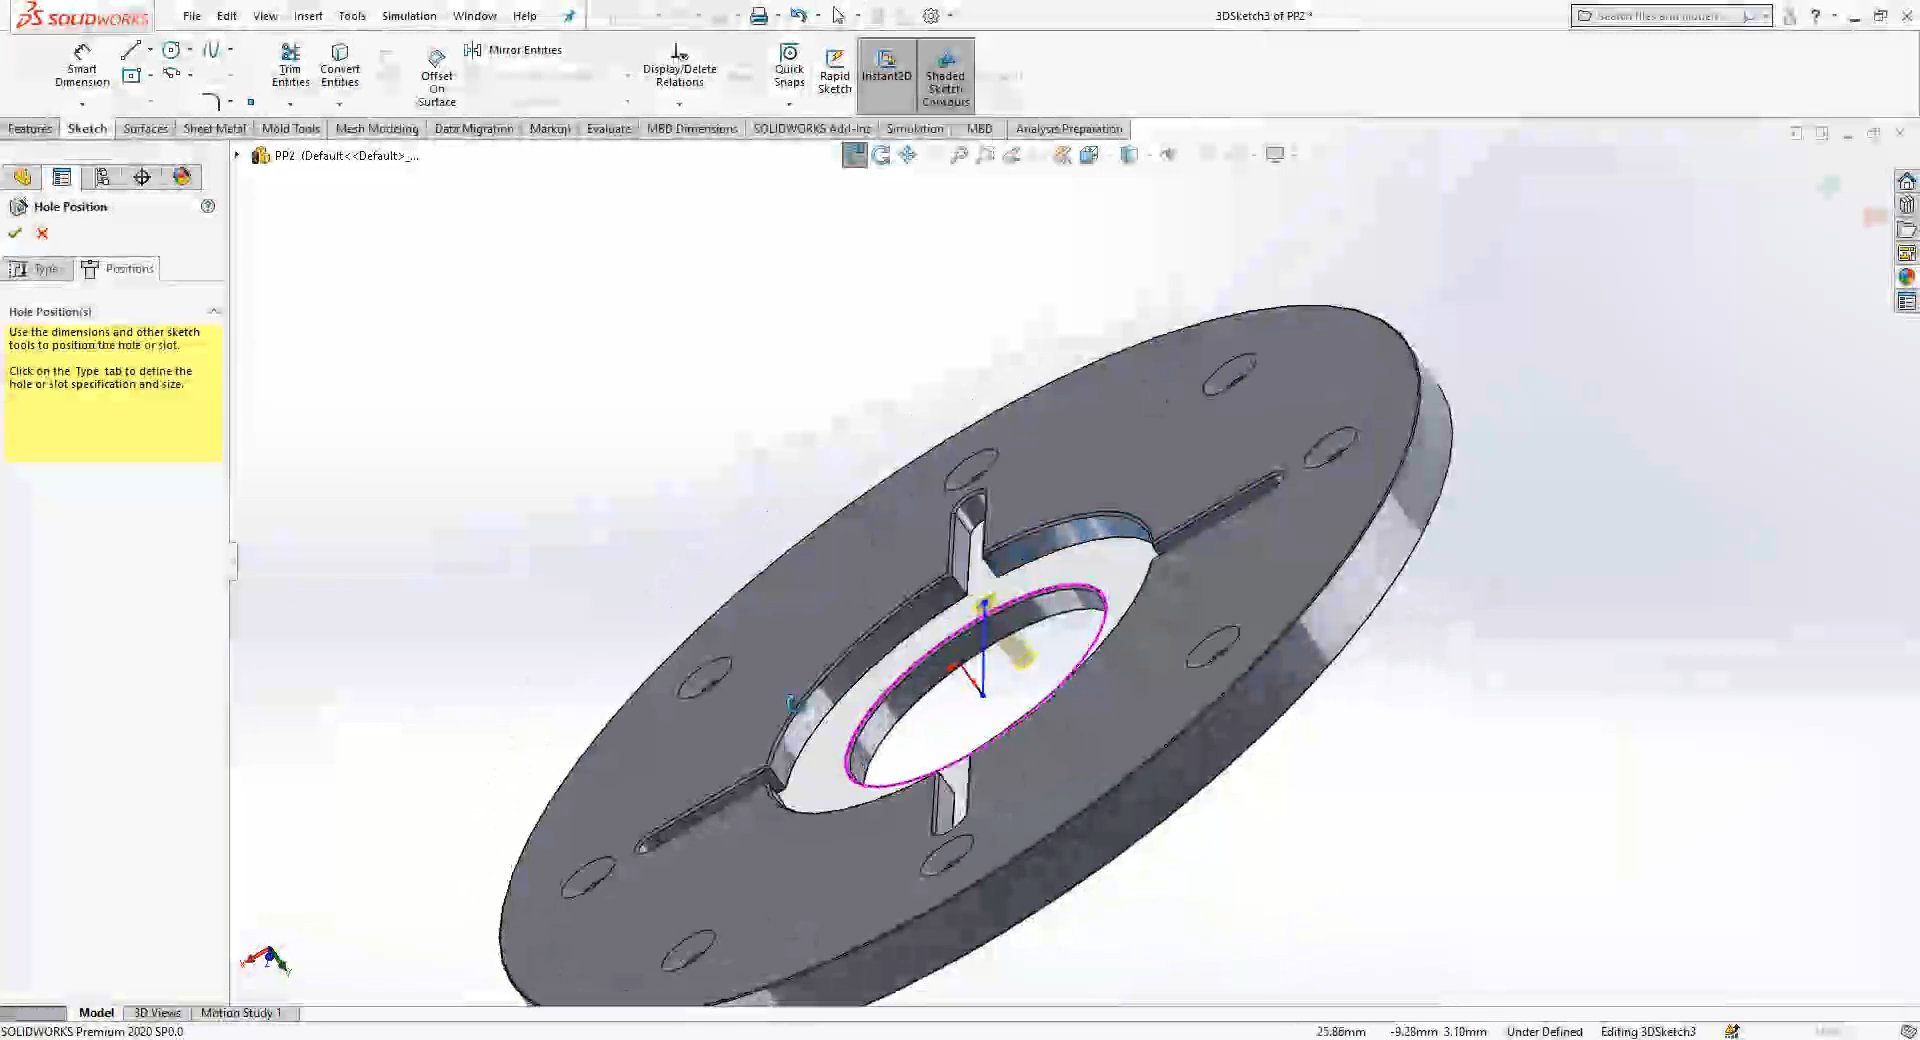 SOLIDWORKS
File Edit View Insert Tools Simulation Window Help
3DSketch3 of PP2 *
Search files and models
Smart Dimension
Trim Entities
Convert Entities
Offset On Surface
Mirror Entities
Display/Delete Relations
Quick Snaps
Rapid Sketch
Instant2D
Shaded Sketch Contours
Features Sketch Surfaces Sheet Metal Mold Tools Mesh Modeling Data Migration Markup Evaluate MBD Dimensions SOLIDWORKS Add-Ins Simulation MBD Analysis Preparation
PP2 (Default<<Default>_...
Hole Position
Type Positions
Hole Position(s)
Use the dimensions and other sketch
tools to position the hole or slot.
Click on the Type tab to define the
hole or slot specification and size.
Model 3D Views Motion Study 1
SOLIDWORKS Premium 2020 SP0.0
25.86mm -9.28mm 3.10mm Under Defined Editing 3DSketch3